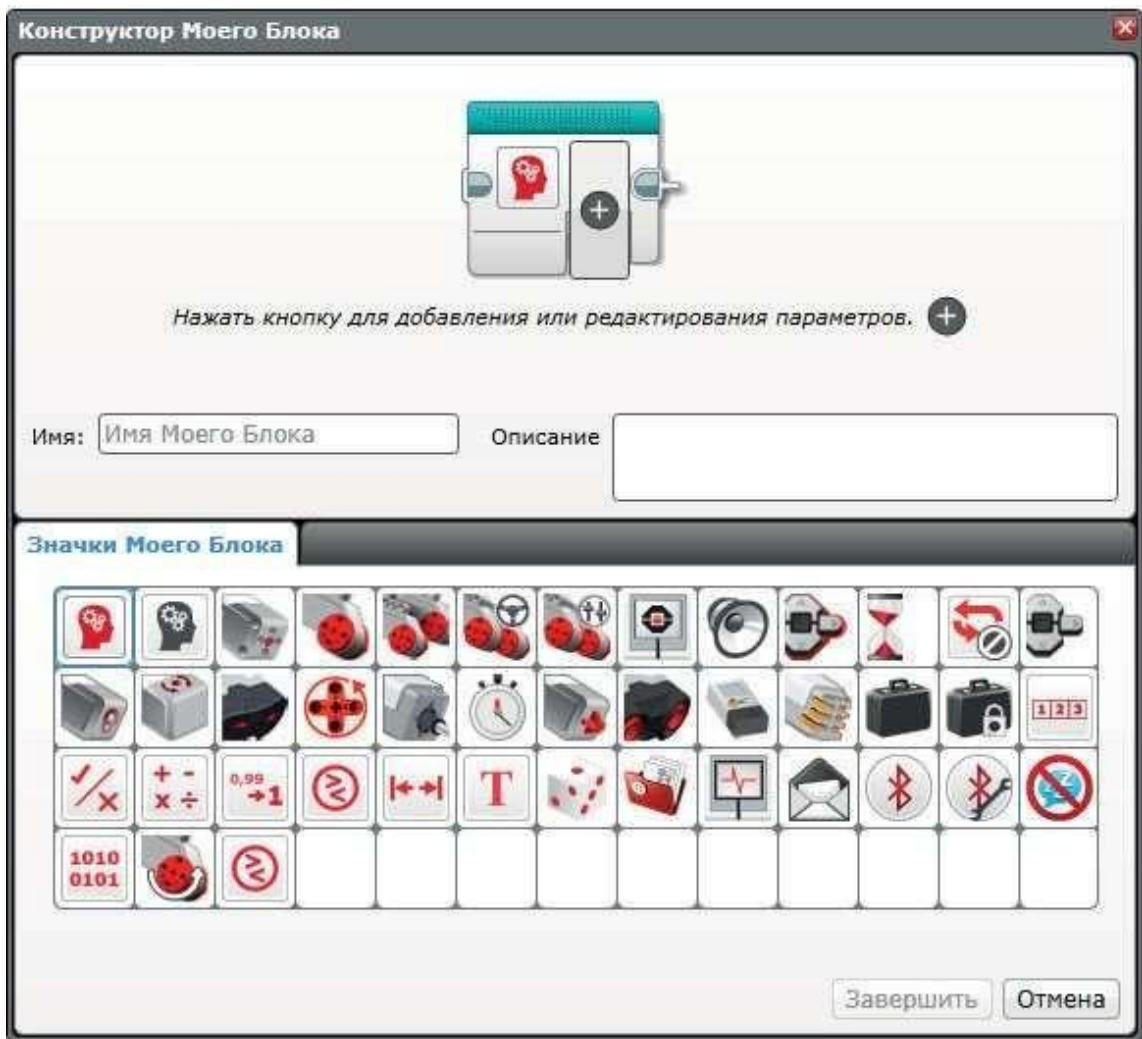 Конструктор Моего Блока
Нажать кнопку для добавления или редактирования параметров.
Имя: Имя Моего Блока Описание
Значки Моего Блока
1 2 3
0,99
→1
T
z
1010
0101
Завершить Отмена